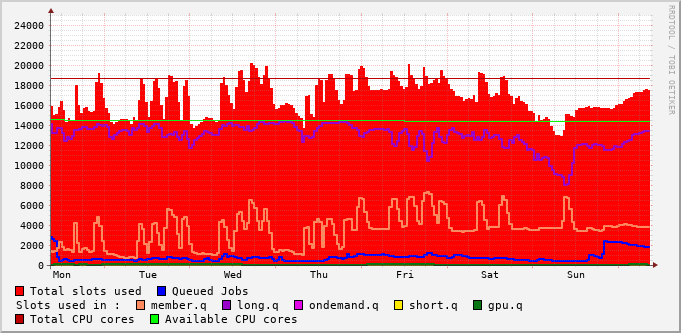 24000
22000
20000
18000
16000
14000
12000
10000
8000
6000
4000
2000
0
Mon Tue Wed Thu Fri Sat Sun
Total slots used Queued Jobs
Slots used in : member.q long.q ondemand.q short.q gpu.q
Total CPU cores Available CPU cores
RRDTOOL / TOBI OETIKER